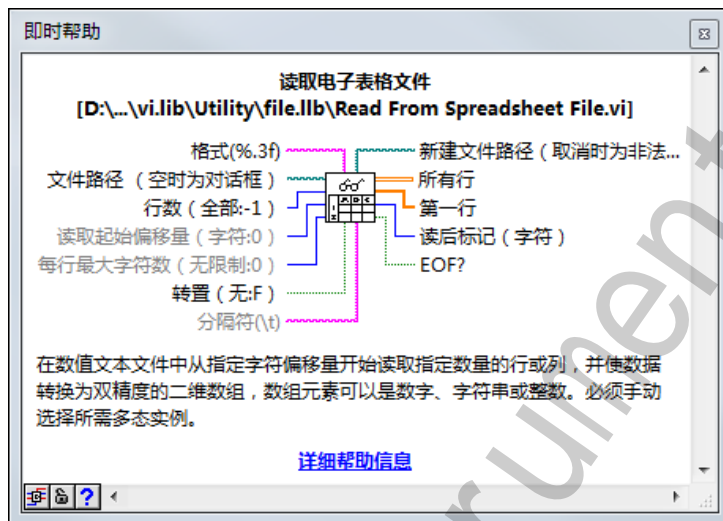 即时帮助
读取电子表格文件
[D:\...\vi.lib\Utility\file.llb\Read From Spreadsheet File.vi]
格式(%.3f)
新建文件路径（取消时为非法...
文件路径 （空时为对话框）
所有行
行数（全部:-1）
第一行
读取起始偏移量（字符:0）
读后标记（字符）
每行最大字符数（无限制:0）
EOF?
转置（无:F）
分隔符(\t)
在数值文本文件中从指定字符偏移量开始读取指定数量的行或列，并使数据
转换为双精度的二维数组，数组元素可以是数字、字符串或整数。必须手动
选择所需多态实例。
详细帮助信息